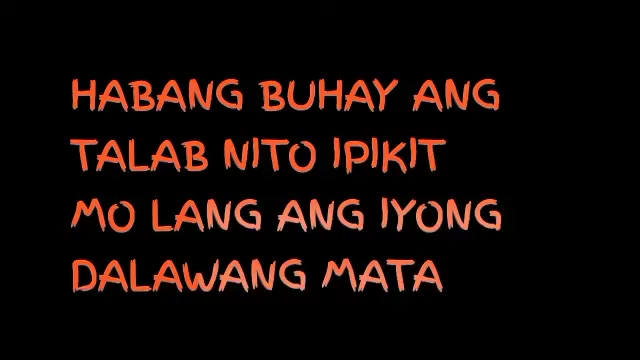 HABANG BUHAY ANG
TALAB NITO IPIKIT
MO LANG ANG IYONG
DALAWANG MATA